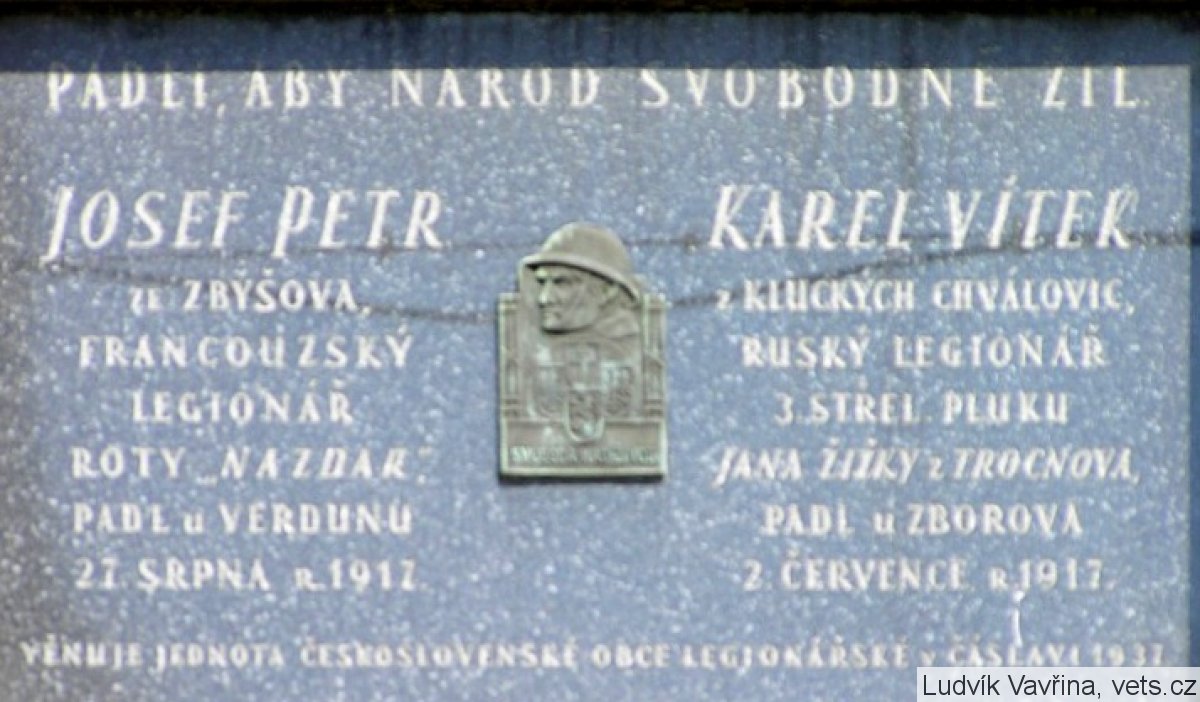 PADLI, ABY NÁROD SVOBODNĚ ŽIL.
JOSEF PETR
ZE ZBÝŠOVA,
FRANCOUZSKÝ
LEGIONÁŘ
ROTY „NAZDAR".
PADL u VERDUNU
27. SRPNA R. 1917.
KAREL VÍTEK
z KLUCKÝCH CHVÁLOVIC,
RUSKÝ LEGIONÁŘ
3. STŘEL. PLUKU
JANA ŽIŽKY z TROCNOVA,
PADL u ZBOROVA
2. ČERVENCE R. 1917.
VĚNUJE JEDNOTA ČESKOSLOVENSKÉ OBCE LEGIONÁŘSKÉ v ČÁSLAVI 1937.
Ludvík Vavřina, vets.cz